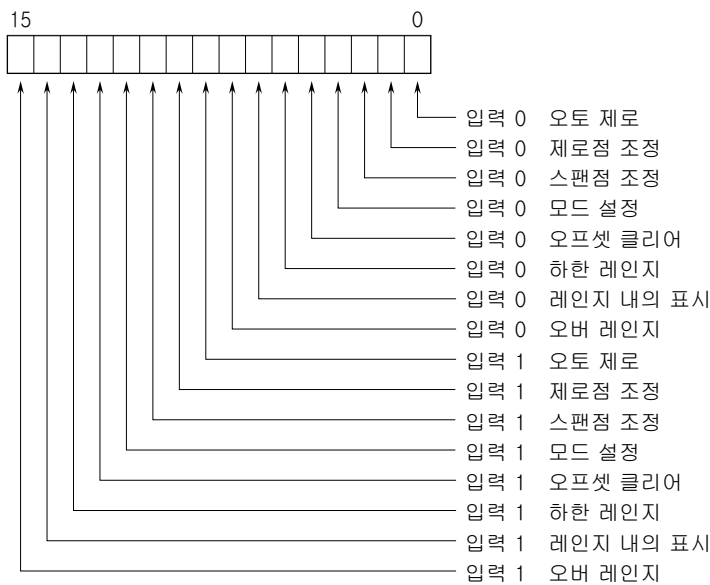 15 0
입력 0 오토 제로
입력 0 제로점 조정
입력 0 스팬점 조정
입력 0 모드 설정
입력 0 오프셋 클리어
입력 0 하한 레인지
입력 0 레인지 내의 표시
입력 0 오버 레인지
입력 1 오토 제로
입력 1 제로점 조정
입력 1 스팬점 조정
입력 1 모드 설정
입력 1 오프셋 클리어
입력 1 하한 레인지
입력 1 레인지 내의 표시
입력 1 오버 레인지